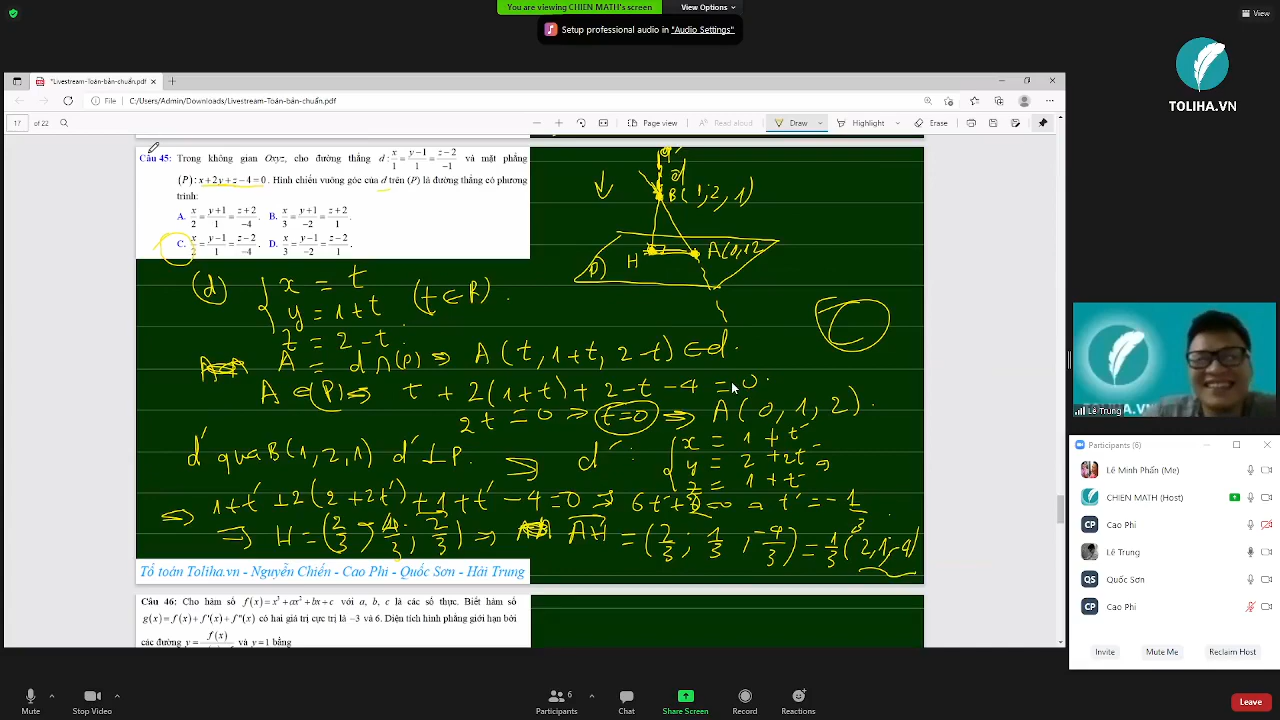 You are viewing CHIEN MATH's screen
View Options
View
Setup professional audio in "Audio Settings"
TOLIHA.VN
*Livestream-Toán-bản-chuẩn.pdf
File
C:/Users/Admin/Downloads/Livestream-Toán-bản-chuẩn.pdf
17 of 22
Page view
Read aloud
Draw
Highlight
Erase
Câu 45: Trong không gian Oxyz, cho đường thẳng d: x/1 = (y−1)/1 = (z−2)/−1 và mặt phẳng
(P): x+2y+z−4=0. Hình chiếu vuông góc của d trên (P) là đường thẳng có phương
trình:
A. x/2 = (y+1)/1 = (z+2)/−4. B. x/3 = (y+1)/−2 = (z+2)/1.
C. x/2 = (y−1)/1 = (z−2)/−4. D. x/3 = (y−1)/−2 = (z−2)/1.
d
B(1;2,1)
H
A(0,1,2
P)
(d) { x = t
y = 1+t (t∈R).
z = 2-t.
A = d∩(P) ⇒ A(t,1+t,2-t)∈d.
A∈(P) ⇔ t + 2(1+t) + 2-t-4 = 0.
2t = 0 ⇒ t=0 ⇒ A(0,1,2).
d' qua B(1,2,1) d' ⊥ P. ⇒ d': { x = 1+t'
y = 2+2t'
z = 1+t'
⇒ 1+t'+2(2+2t')+1+t'-4=0 ⇒ 6t'+2=0 ⇒ t'=-1/3.
⇒ H = (2/3; 4/3; 2/3) ⇒ AH = (2/3; 1/3; -4/3) = 1/3(2,1;-4)
Tổ toán Toliha.vn - Nguyễn Chiến - Cao Phi - Quốc Sơn - Hải Trung
Câu 46: Cho hàm số f(x)=x³+ax²+bx+c với a, b, c là các số thực. Biết hàm số
g(x)=f(x)+f'(x)+f''(x) có hai giá trị cực trị là −3 và 6. Diện tích hình phẳng giới hạn bởi
các đường y= f(x) và y=1 bằng
Lê Trung
Participants (6)
Lê Minh Phấn (Me)
CHIEN MATH (Host)
CP Cao Phi
Lê Trung
QS Quốc Sơn
CP Cao Phi
Invite
Mute Me
Reclaim Host
Mute
Stop Video
6
Participants
Chat
Share Screen
Record
Reactions
Leave